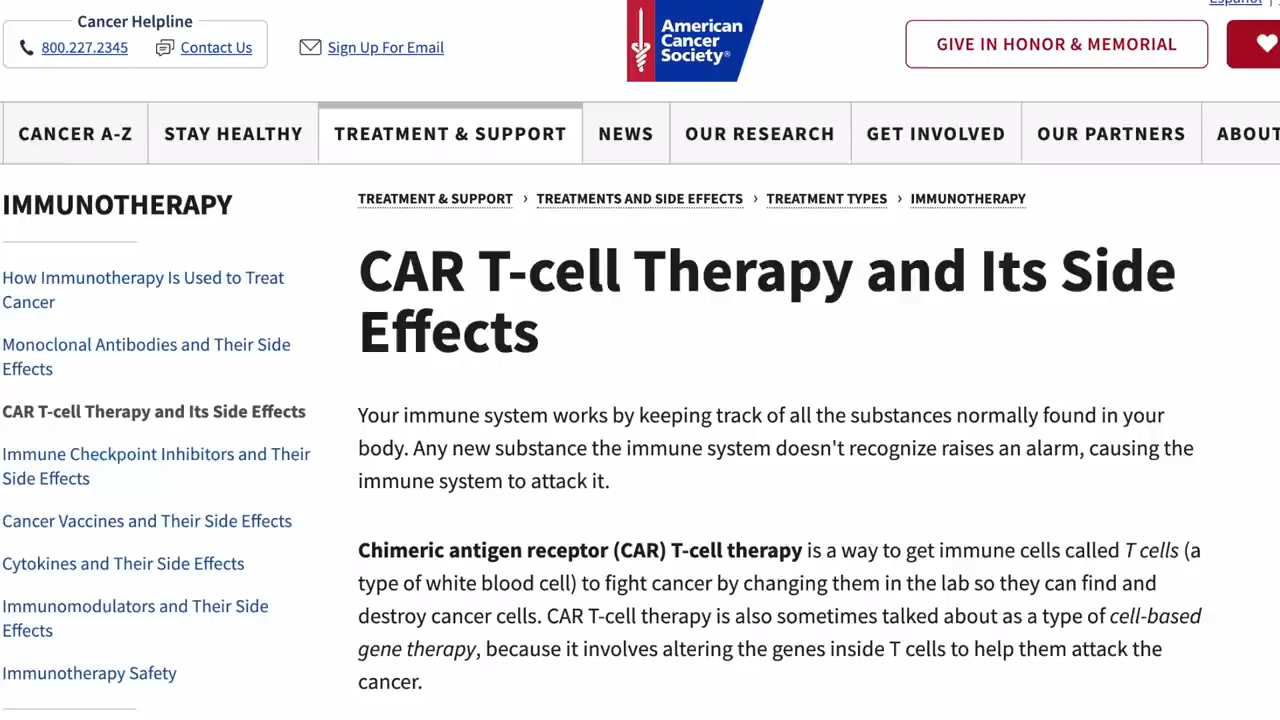 Español |
Cancer Helpline
800.227.2345 Contact Us Sign Up For Email
American
Cancer
Society®
GIVE IN HONOR & MEMORIAL
CANCER A-Z STAY HEALTHY TREATMENT & SUPPORT NEWS OUR RESEARCH GET INVOLVED OUR PARTNERS ABOUT
IMMUNOTHERAPY
How Immunotherapy Is Used to Treat
Cancer
Monoclonal Antibodies and Their Side
Effects
CAR T-cell Therapy and Its Side Effects
Immune Checkpoint Inhibitors and Their
Side Effects
Cancer Vaccines and Their Side Effects
Cytokines and Their Side Effects
Immunomodulators and Their Side
Effects
Immunotherapy Safety
TREATMENT & SUPPORT › TREATMENTS AND SIDE EFFECTS › TREATMENT TYPES › IMMUNOTHERAPY
CAR T-cell Therapy and Its Side
Effects
Your immune system works by keeping track of all the substances normally found in your
body. Any new substance the immune system doesn't recognize raises an alarm, causing the
immune system to attack it.
Chimeric antigen receptor (CAR) T-cell therapy is a way to get immune cells called T cells (a
type of white blood cell) to fight cancer by changing them in the lab so they can find and
destroy cancer cells. CAR T-cell therapy is also sometimes talked about as a type of cell-based
gene therapy, because it involves altering the genes inside T cells to help them attack the
cancer.